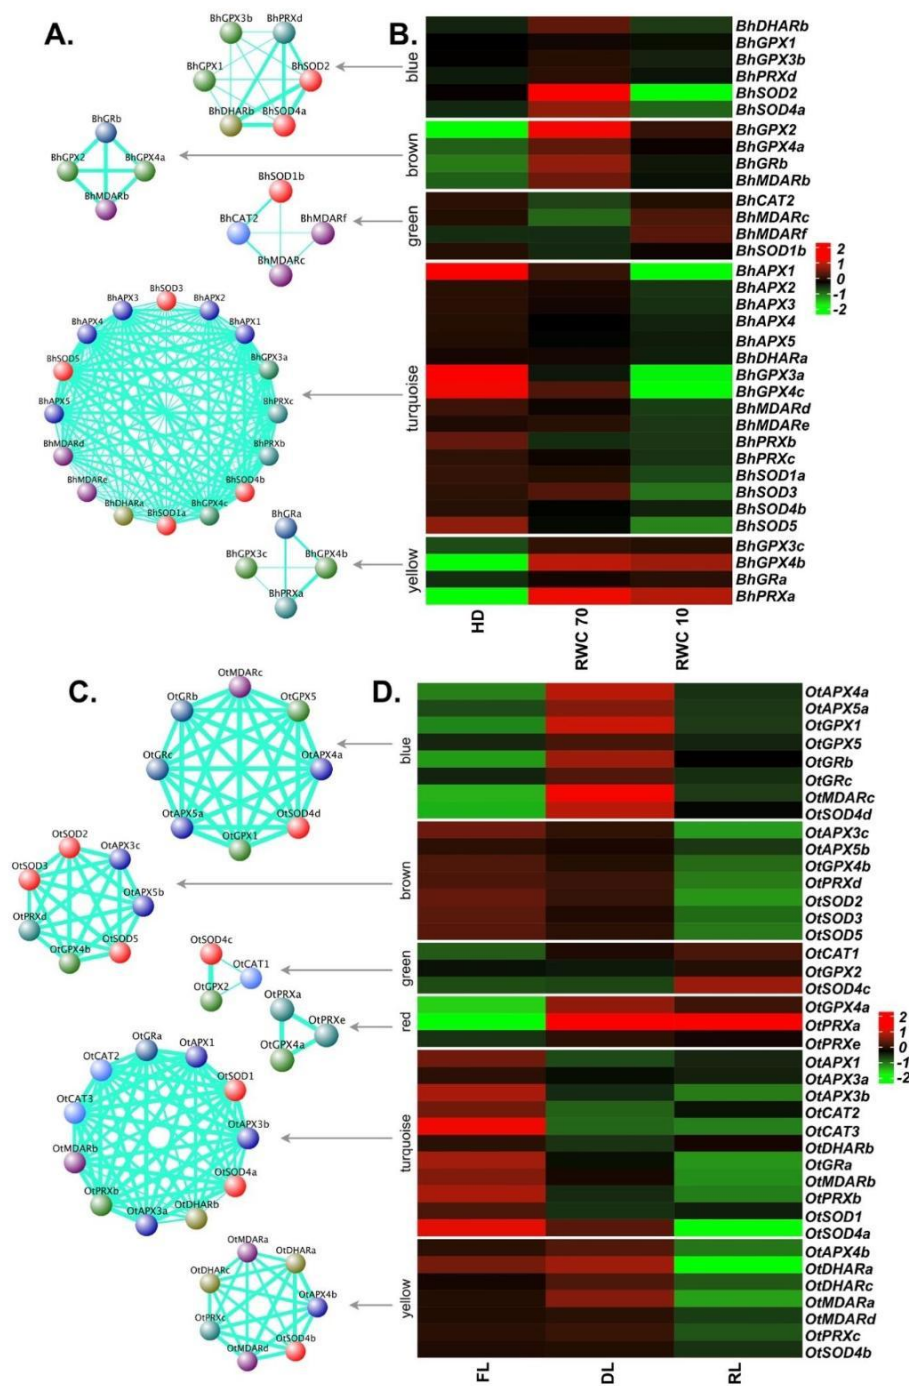 A.
BhGPX3b
BhPRXd
BhGPX1
BhSOD2
BhDHARb
BhSOD4a
BhGRb
BhGPX2
BhGPX4a
BhMDARb
BhSOD1b
BhCAT2
BhMDARf
BhMDARc
BhSOD3
BhAPX3
BhAPX2
BhAPX4
BhAPX1
BhSOD5
BhGPX3a
BhAPX5
BhPRXc
BhMDARd
BhPRXb
BhMDARe
BhSOD4b
BhDHARa
BhGPX4c
BhSOD1a
BhGRa
BhGPX3c
BhGPX4b
BhPRXa
B.
blue
brown
green
turquoise
yellow
BhDHARb
BhGPX1
BhGPX3b
BhPRXd
BhSOD2
BhSOD4a
BhGPX2
BhGPX4a
BhGRb
BhMDARb
BhCAT2
BhMDARc
BhMDARf
BhSOD1b
BhAPX1
BhAPX2
BhAPX3
BhAPX4
BhAPX5
BhDHARa
BhGPX3a
BhGPX4c
BhMDARd
BhMDARe
BhPRXb
BhPRXc
BhSOD1a
BhSOD3
BhSOD4b
BhSOD5
BhGPX3c
BhGPX4b
BhGRa
BhPRXa
2
1
0
-1
-2
HD
RWC 70
RWC 10
C.
OtMDARc
OtGRb
OtGPX5
OtGRc
OtAPX4a
OtAPX5a
OtSOD4d
OtGPX1
OtSOD2
OtAPX3c
OtSOD3
OtAPX5b
OtPRXd
OtSOD5
OtGPX4b
OtSOD4c
OtCAT1
OtGPX2
OtPRXa
OtPRXe
OtGPX4a
OtGRa
OtAPX1
OtCAT2
OtSOD1
OtCAT3
OtAPX3b
OtMDARb
OtSOD4a
OtPRXb
OtDHARb
OtAPX3a
OtMDARa
OtDHARa
OtDHARc
OtAPX4b
OtPRXc
OtSOD4b
OtMDARd
D.
blue
brown
green
red
turquoise
yellow
OtAPX4a
OtAPX5a
OtGPX1
OtGPX5
OtGRb
OtGRc
OtMDARc
OtSOD4d
OtAPX3c
OtAPX5b
OtGPX4b
OtPRXd
OtSOD2
OtSOD3
OtSOD5
OtCAT1
OtGPX2
OtSOD4c
OtGPX4a
OtPRXa
OtPRXe
OtAPX1
OtAPX3a
OtAPX3b
OtCAT2
OtCAT3
OtDHARb
OtGRa
OtMDARb
OtPRXb
OtSOD1
OtSOD4a
OtAPX4b
OtDHARa
OtDHARc
OtMDARa
OtMDARd
OtPRXc
OtSOD4b
2
1
0
-1
-2
FL
DL
RL